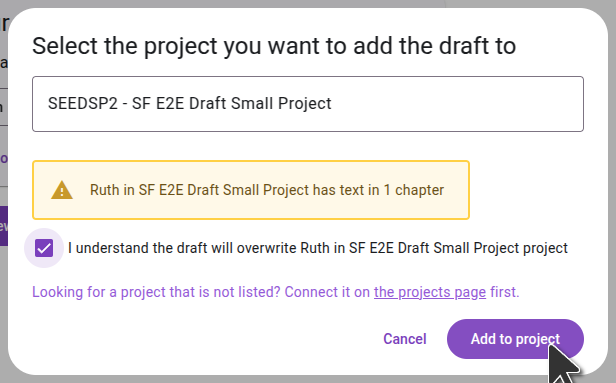 Select the project you want to add the draft to
SEEDSP2 - SF E2E Draft Small Project
Ruth in SF E2E Draft Small Project has text in 1 chapter
I understand the draft will overwrite Ruth in SF E2E Draft Small Project project
Looking for a project that is not listed? Connect it on the projects page first.
Cancel
Add to project